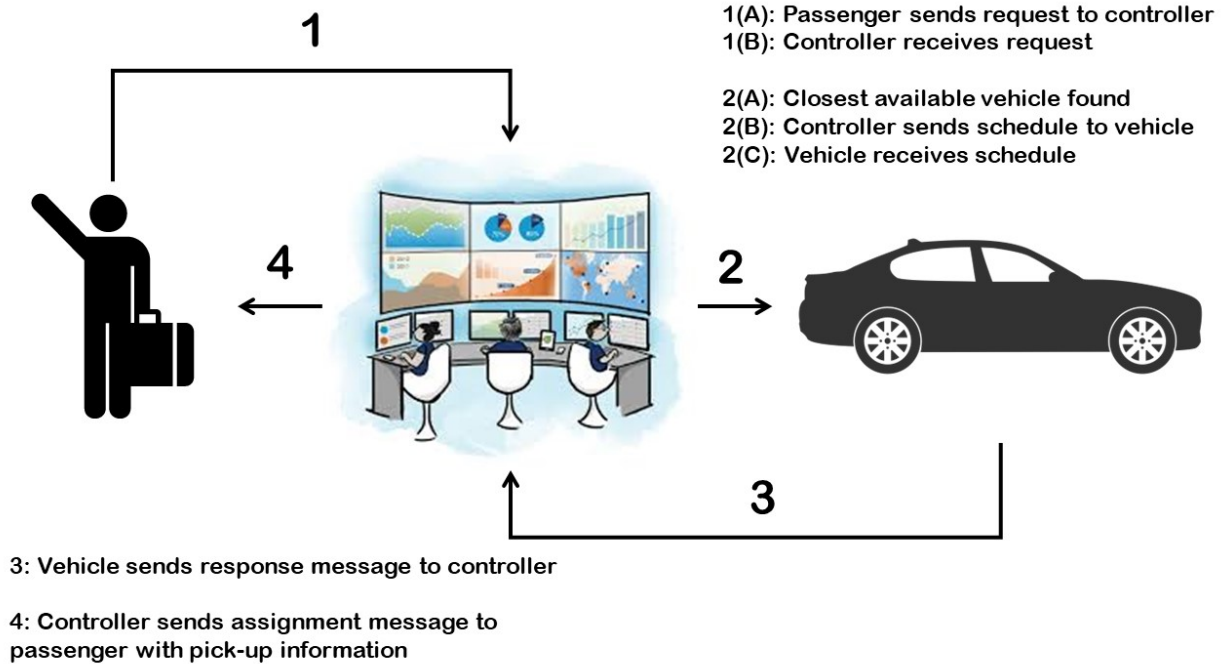 1
1(A): Passenger sends request to controller
1(B): Controller receives request
2(A): Closest available vehicle found
2(B): Controller sends schedule to vehicle
2(C): Vehicle receives schedule
4
2
3
3: Vehicle sends response message to controller
4: Controller sends assignment message to
passenger with pick-up information